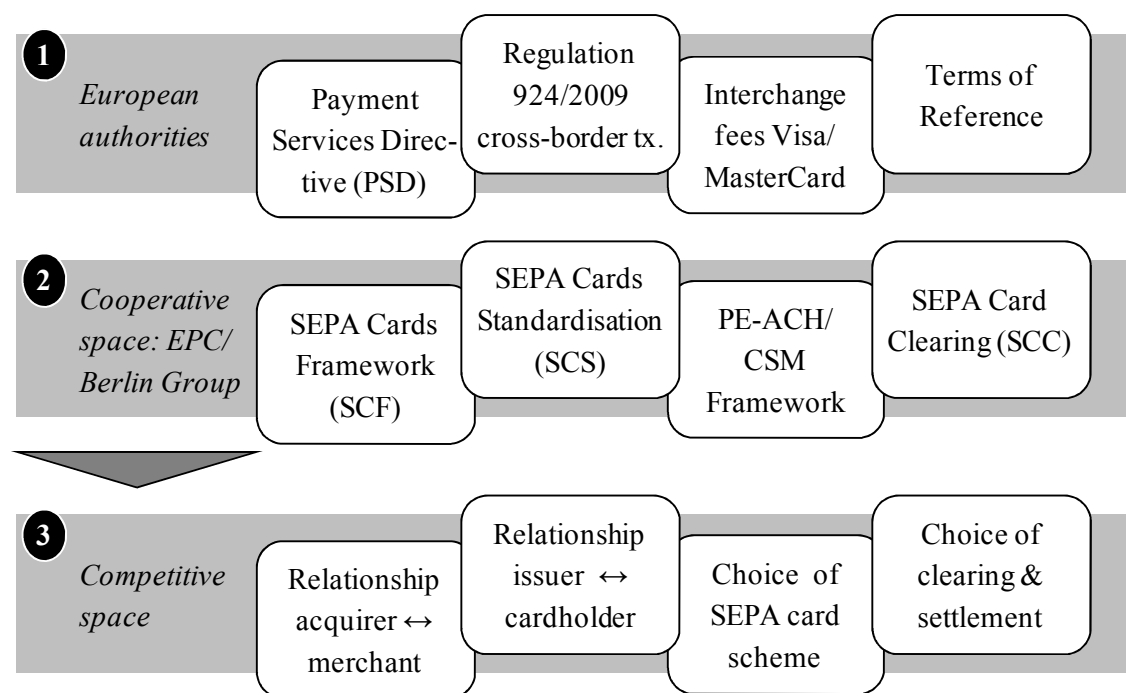 1
European
authorities
Payment
Services Direc-
tive (PSD)
Regulation
924/2009
cross-border tx.
Interchange
fees Visa/
MasterCard
Terms of
Reference
2
Cooperative
space: EPC/
Berlin Group
SEPA Cards
Framework
(SCF)
SEPA Cards
Standardisation
(SCS)
PE-ACH/
CSM
Framework
SEPA Card
Clearing (SCC)
3
Competitive
space
Relationship
acquirer ↔
merchant
Relationship
issuer ↔
cardholder
Choice of
SEPA card
scheme
Choice of
clearing &
settlement